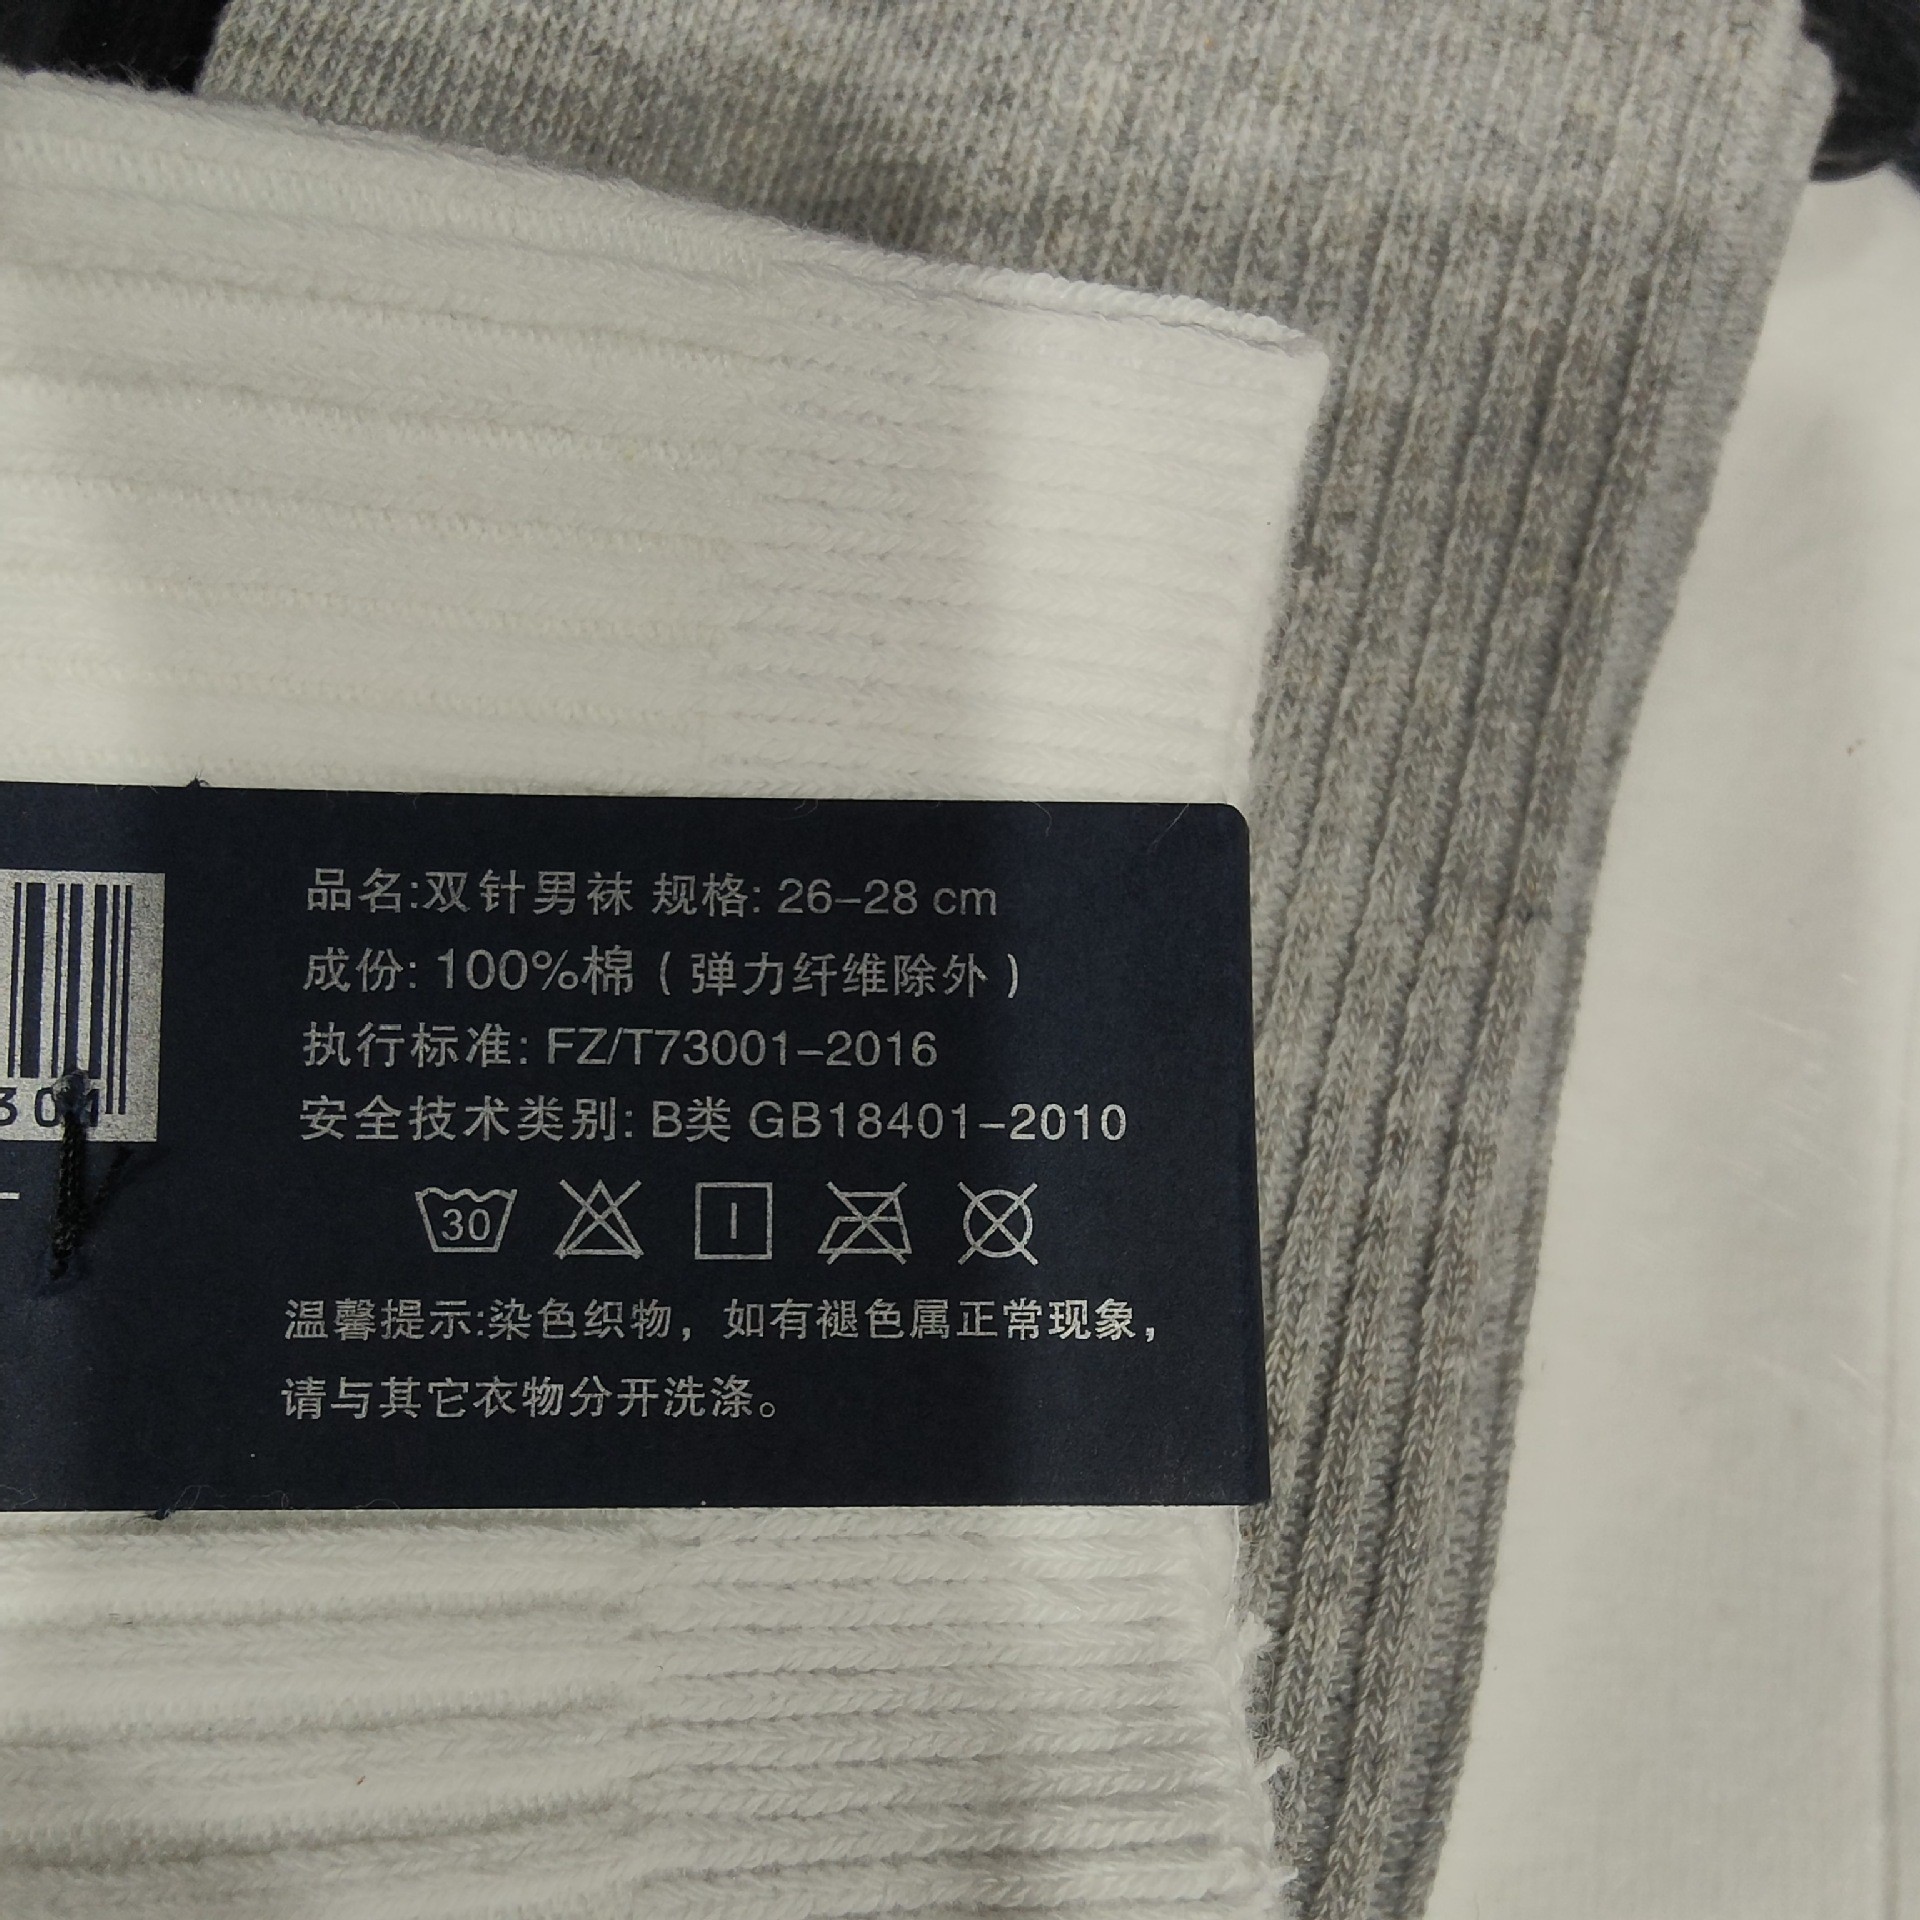 品名:双针男袜 规格: 26-28 cm
成份: 100%棉（弹力纤维除外）
执行标准: FZ/T73001-2016
安全技术类别: B类 GB18401-2010
30
温馨提示:染色织物，如有褪色属正常现象，
请与其它衣物分开洗涤。